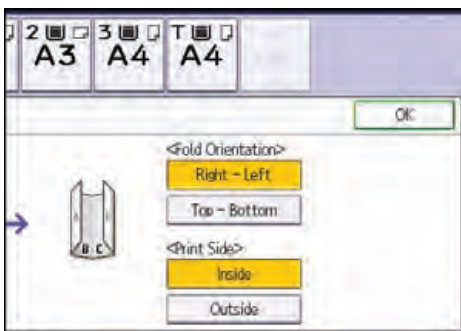 2 3 T
A3 A4 A4
OK
<Fold Orientation>
Right - Left
Top - Bottom
A A
B C
<Print Side>
Inside
Outside